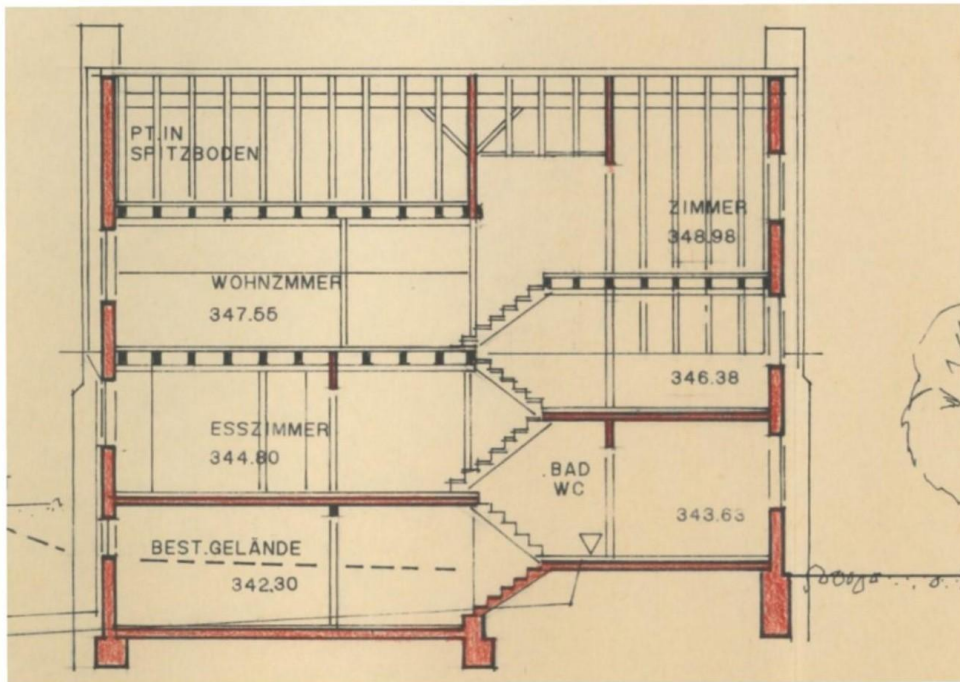 PT.IN
SPITZBODEN
ZIMMER
348.98
WOHNZMMER
347.55
346.38
ESSZIMMER
344.80
BAD
WC
343.63
BEST.GELÄNDE
342.30